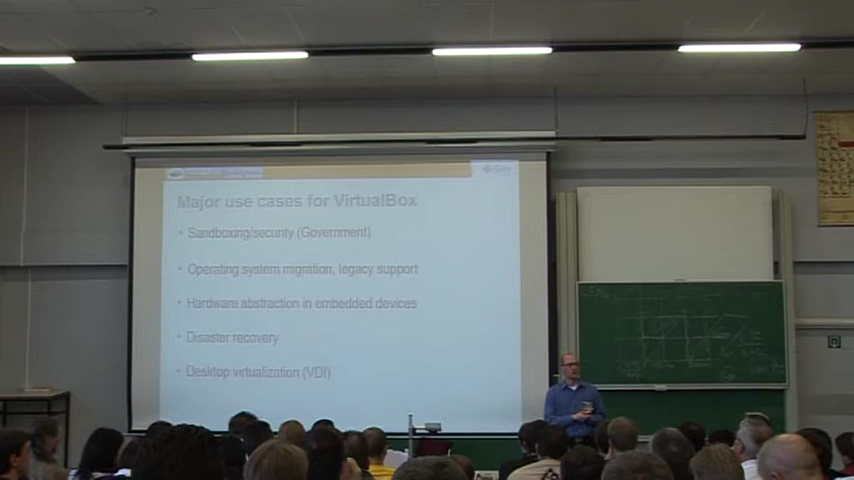 Major use cases for VirtualBox
• Sandboxing/security (Government)
• Operating system migration, legacy support
• Hardware abstraction in embedded devices
• Disaster recovery
• Desktop virtualization (VDI)